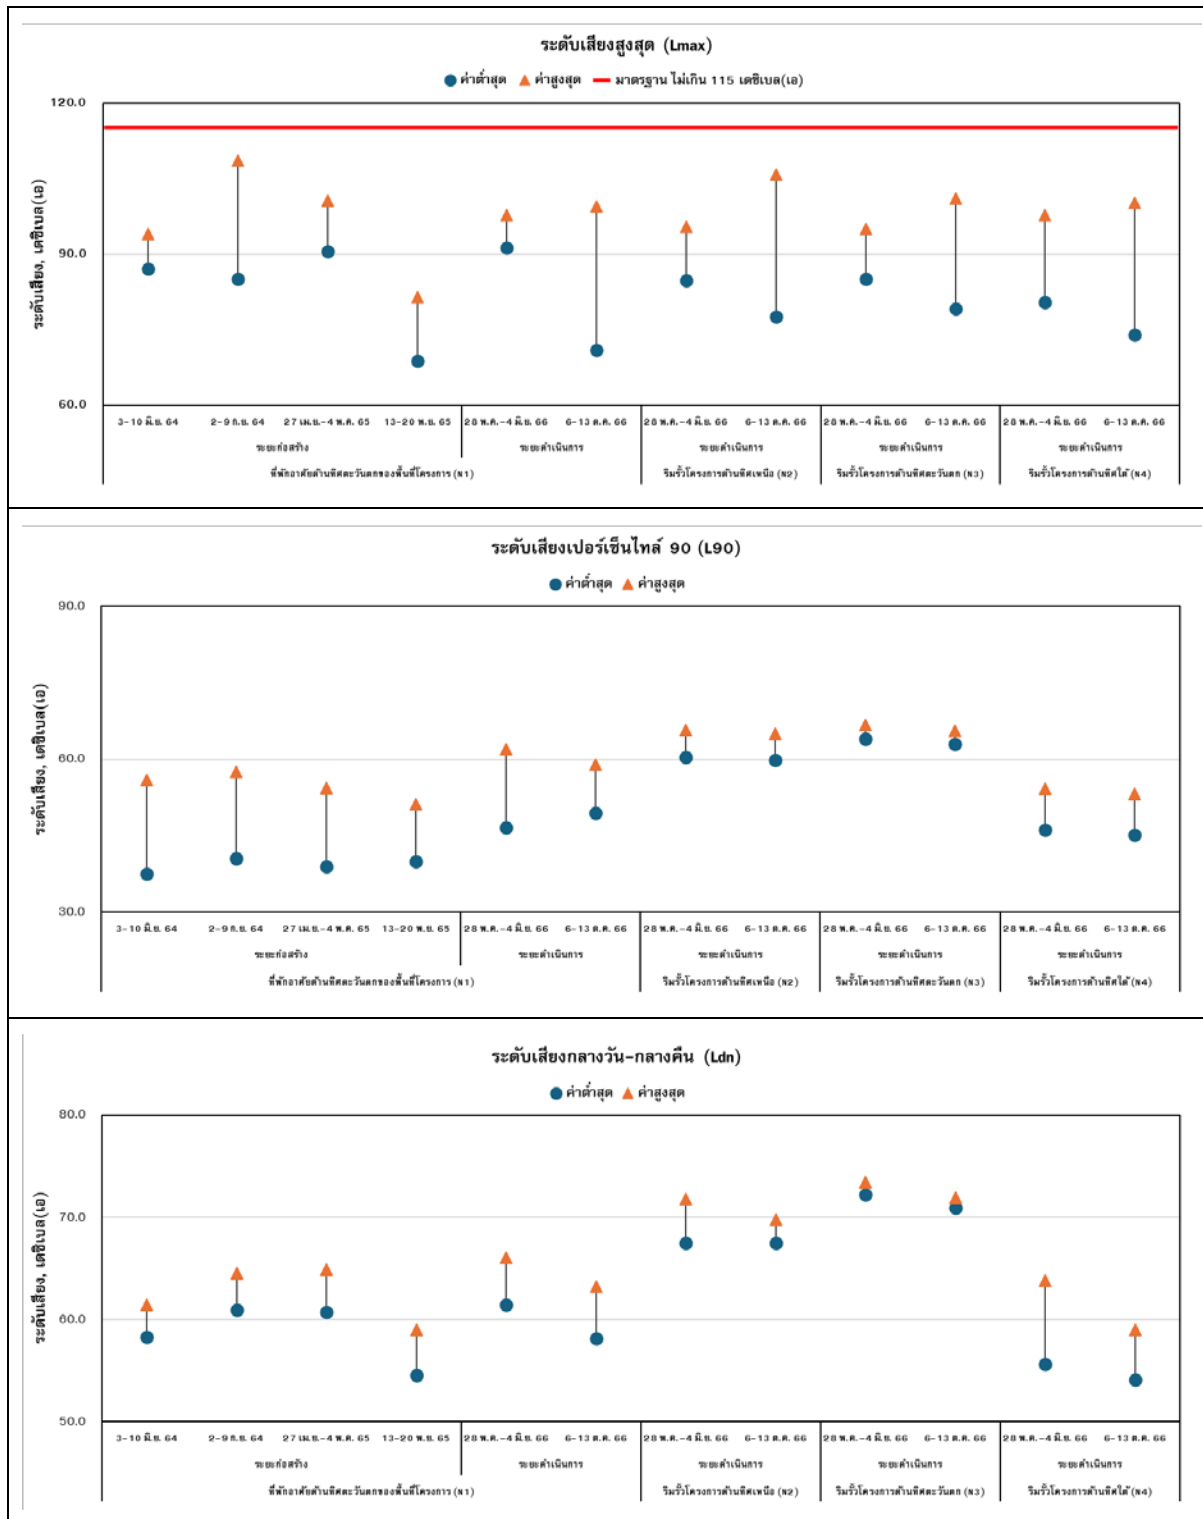 ระดับเสียงสูงสุด (Lmax)
ค่าต่ำสุด ค่าสูงสุด มาตรฐาน ไม่เกิน 115 เดซิเบล(เอ)
ระดับเสียง, เดซิเบล(เอ)
120.0
90.0
60.0
3-10 มิ.ย. 64 2-9 ก.ย. 64 27 เม.ย.-4 พ.ค. 65 13-20 พ.ย. 65 28 พ.ค.-4 มิ.ย. 66 6-13 ต.ค. 66 28 พ.ค.-4 มิ.ย. 66 6-13 ต.ค. 66 28 พ.ค.-4 มิ.ย. 66 6-13 ต.ค. 66 28 พ.ค.-4 มิ.ย. 66 6-13 ต.ค. 66
ระยะก่อสร้าง ระยะดำเนินการ ระยะดำเนินการ ระยะดำเนินการ ระยะดำเนินการ
ที่พักอาศัยด้านทิศตะวันตกของพื้นที่โครงการ (N1) ริมรั้วโครงการด้านทิศเหนือ (N2) ริมรั้วโครงการด้านทิศตะวันตก (N3) ริมรั้วโครงการด้านทิศใต้ (N4)
ระดับเสียงเปอร์เซ็นไทล์ 90 (L90)
ค่าต่ำสุด ค่าสูงสุด
ระดับเสียง, เดซิเบล(เอ)
90.0
60.0
30.0
3-10 มิ.ย. 64 2-9 ก.ย. 64 27 เม.ย.-4 พ.ค. 65 13-20 พ.ย. 65 28 พ.ค.-4 มิ.ย. 66 6-13 ต.ค. 66 28 พ.ค.-4 มิ.ย. 66 6-13 ต.ค. 66 28 พ.ค.-4 มิ.ย. 66 6-13 ต.ค. 66 28 พ.ค.-4 มิ.ย. 66 6-13 ต.ค. 66
ระยะก่อสร้าง ระยะดำเนินการ ระยะดำเนินการ ระยะดำเนินการ ระยะดำเนินการ
ที่พักอาศัยด้านทิศตะวันตกของพื้นที่โครงการ (N1) ริมรั้วโครงการด้านทิศเหนือ (N2) ริมรั้วโครงการด้านทิศตะวันตก (N3) ริมรั้วโครงการด้านทิศใต้ (N4)
ระดับเสียงกลางวัน-กลางคืน (Ldn)
ค่าต่ำสุด ค่าสูงสุด
ระดับเสียง, เดซิเบล(เอ)
80.0
70.0
60.0
50.0
3-10 มิ.ย. 64 2-9 ก.ย. 64 27 เม.ย.-4 พ.ค. 65 13-20 พ.ย. 65 28 พ.ค.-4 มิ.ย. 66 6-13 ต.ค. 66 28 พ.ค.-4 มิ.ย. 66 6-13 ต.ค. 66 28 พ.ค.-4 มิ.ย. 66 6-13 ต.ค. 66 28 พ.ค.-4 มิ.ย. 66 6-13 ต.ค. 66
ระยะก่อสร้าง ระยะดำเนินการ ระยะดำเนินการ ระยะดำเนินการ ระยะดำเนินการ
ที่พักอาศัยด้านทิศตะวันตกของพื้นที่โครงการ (N1) ริมรั้วโครงการด้านทิศเหนือ (N2) ริมรั้วโครงการด้านทิศตะวันตก (N3) ริมรั้วโครงการด้านทิศใต้ (N4)